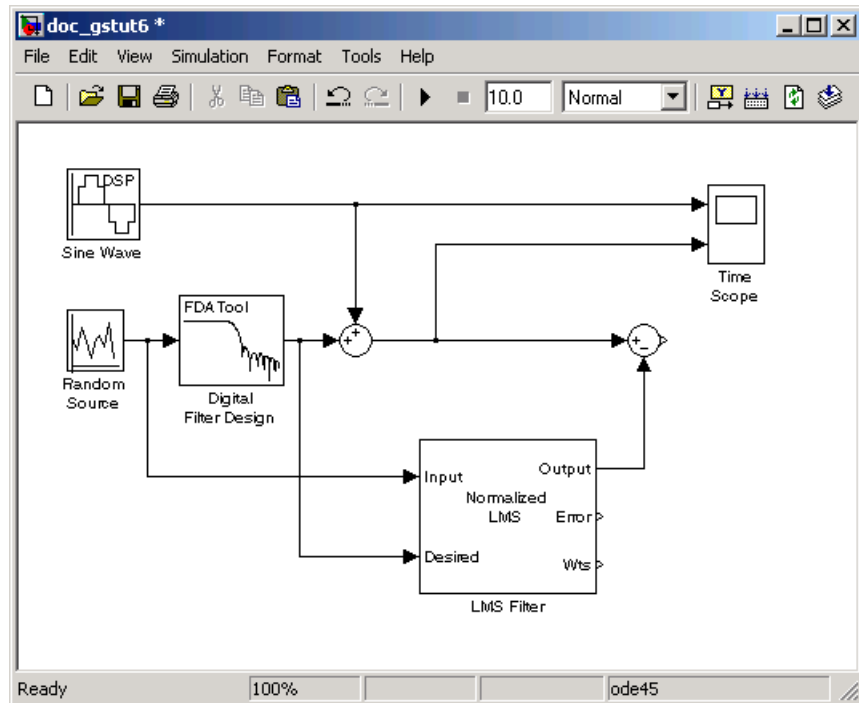 doc_gstut6 *
File Edit View Simulation Format Tools Help
10.0 Normal
DSP
Sine Wave
Time
Scope
FDATool
Random
Source
Digital
Filter Design
Input
Output
Normalized
LMS
Error
Desired
Wts
LMS Filter
Ready 100% ode45